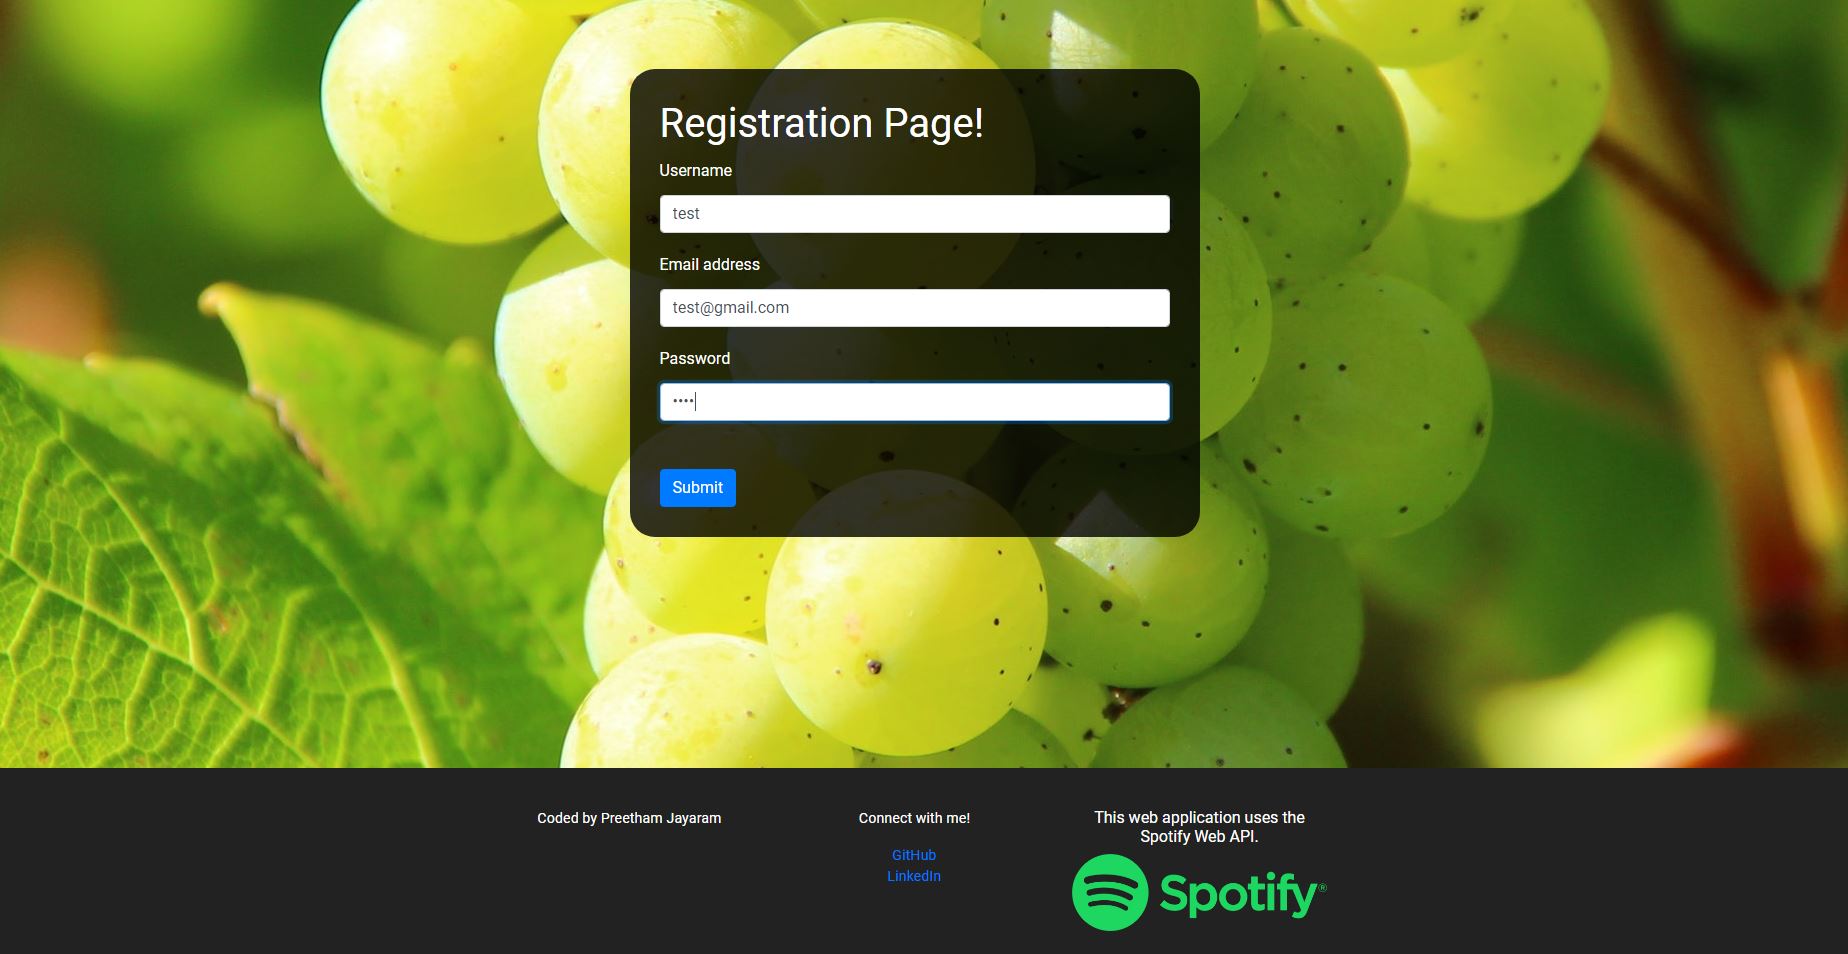 Registration Page!
Username
test
Email address
test@gmail.com
Password
••••
Submit
Coded by Preetham Jayaram
Connect with me!
GitHub
LinkedIn
This web application uses the
Spotify Web API.
Spotify®